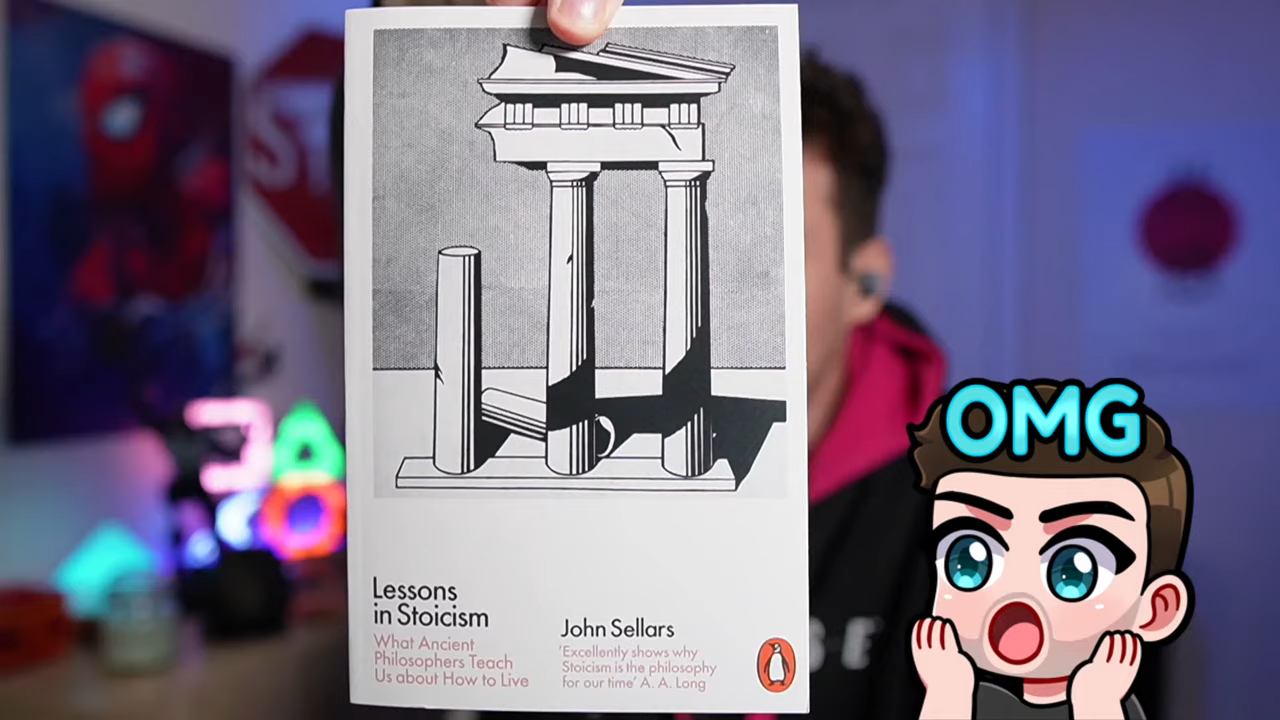 OMG
Lessons
in Stoicism
What Ancient
Philosophers Teach
Us about How to Live
John Sellars
'Excellently shows why
Stoicism is the philosophy
for our time' A. A. Long